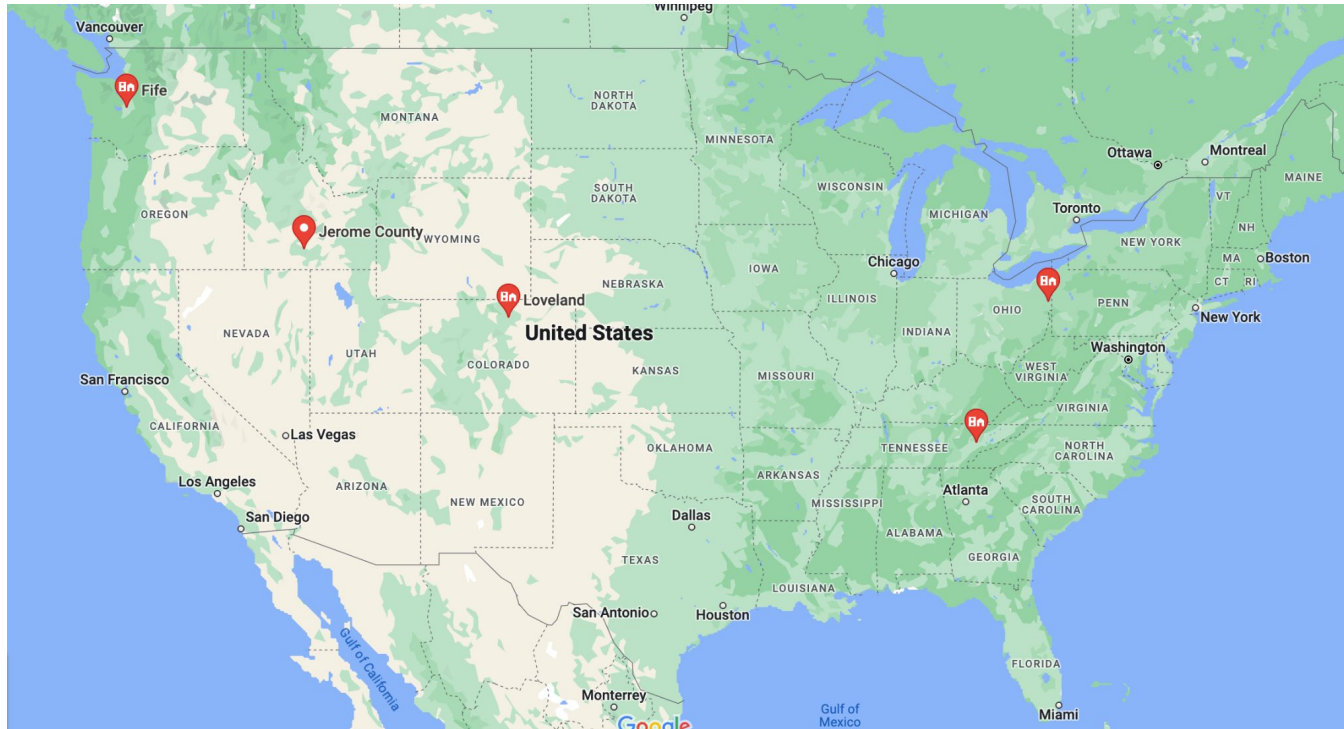 Winnipeg
Vancouver
Fife
NORTH
DAKOTA
MONTANA
MINNESOTA
Ottawa
Montreal
MAINE
SOUTH
DAKOTA
WISCONSIN
VT
OREGON
Jerome County
WYOMING
MICHIGAN
Toronto
NH
NEW YORK
MA
Boston
CT
RI
Chicago
IOWA
NEBRASKA
Loveland
ILLINOIS
OHIO
PENN
New York
United States
NEVADA
INDIANA
Washington
UTAH
COLORADO
KANSAS
MISSOURI
WEST
VIRGINIA
San Francisco
VIRGINIA
CALIFORNIA
Las Vegas
OKLAHOMA
TENNESSEE
NORTH
CAROLINA
Los Angeles
ARIZONA
NEW MEXICO
ARKANSAS
MISSISSIPPI
Atlanta
SOUTH
CAROLINA
San Diego
Dallas
ALABAMA
TEXAS
GEORGIA
LOUISIANA
San Antonio
Houston
Gulf of California
FLORIDA
Monterrey
Gulf of
Mexico
Miami
Google